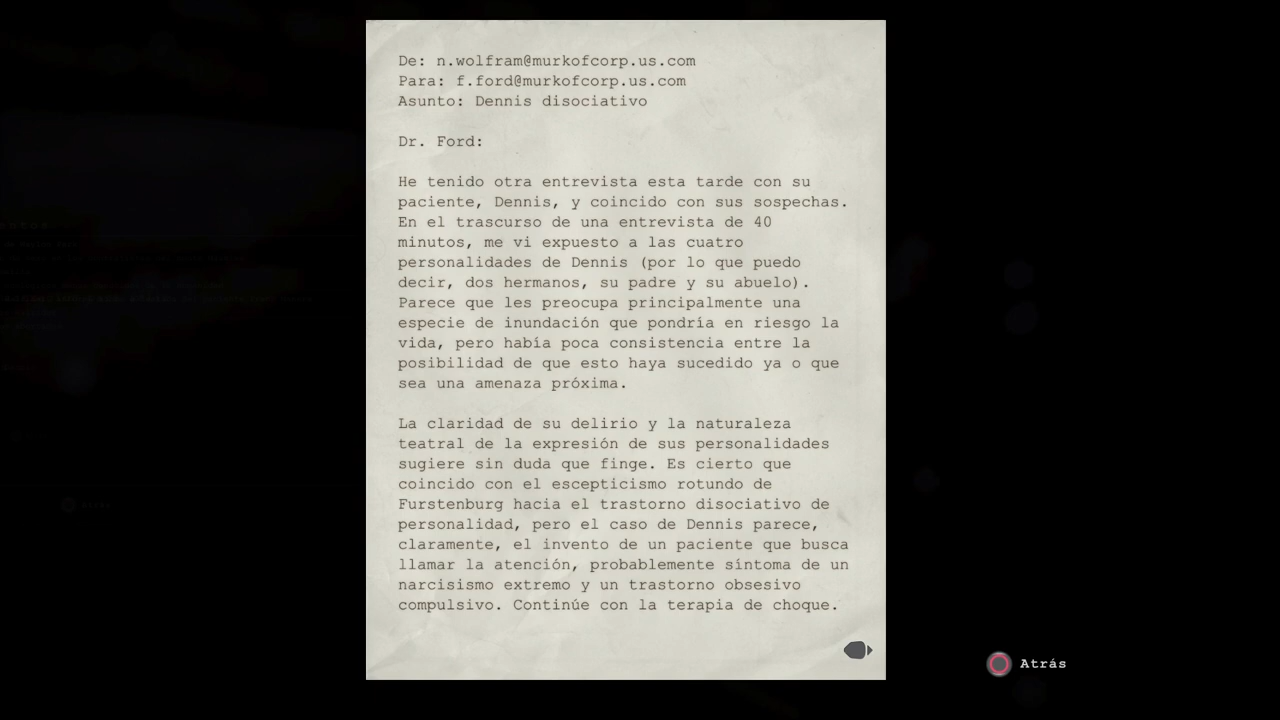 De: n.wolfram@murkofcorp.us.com
Para: f.ford@murkofcorp.us.com
Asunto: Dennis disociativo
Dr. Ford:
He tenido otra entrevista esta tarde con su
paciente, Dennis, y coincido con sus sospechas.
En el trascurso de una entrevista de 40
minutos, me vi expuesto a las cuatro
personalidades de Dennis (por lo que puedo
decir, dos hermanos, su padre y su abuelo).
Parece que les preocupa principalmente una
especie de inundación que pondría en riesgo la
vida, pero había poca consistencia entre la
posibilidad de que esto haya sucedido ya o que
sea una amenaza próxima.
La claridad de su delirio y la naturaleza
teatral de la expresión de sus personalidades
sugiere sin duda que finge. Es cierto que
coincido con el escepticismo rotundo de
Furstenburg hacia el trastorno disociativo de
personalidad, pero el caso de Dennis parece,
claramente, el invento de un paciente que busca
llamar la atención, probablemente síntoma de un
narcisismo extremo y un trastorno obsesivo
compulsivo. Continúe con la terapia de choque.
Atrás